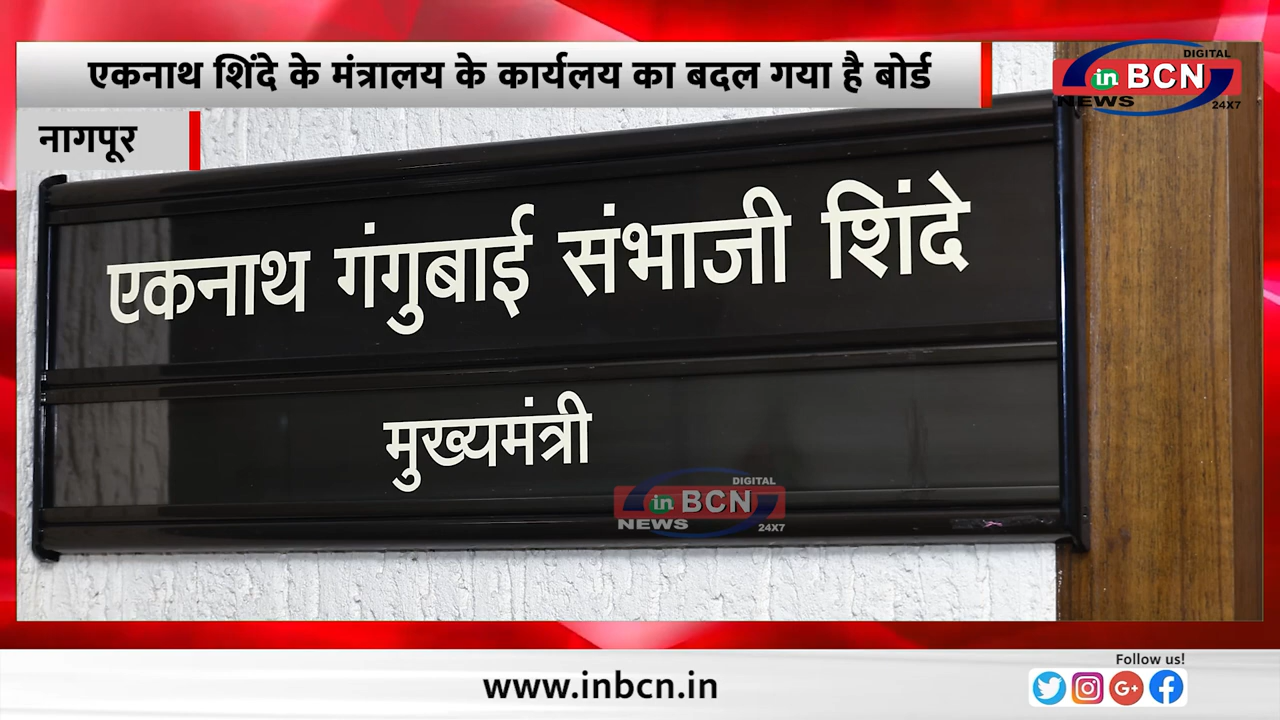 एकनाथ शिंदे के मंत्रालय के कार्यलय का बदल गया है बोर्ड
DIGITAL
in BCN
NEWS 24X7
नागपूर
एकनाथ गंगुबाई संभाजी शिंदे
मुख्यमंत्री
DIGITAL
in BCN
NEWS 24X7
Follow us!
www.inbcn.in